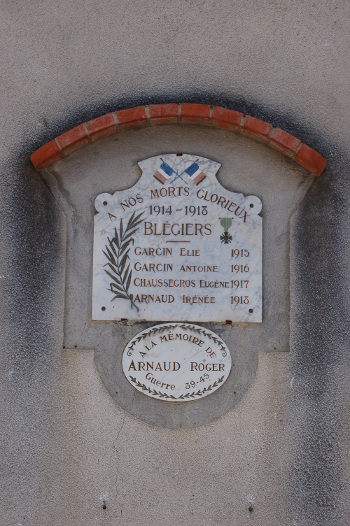 A NOS MORTS GLORIEUX
1914-1918
BLÉGIERS
GARCIN ELIE 1915
GARCIN ANTOINE 1916
CHAUSSEGROS EUGÈNE 1917
ARNAUD IRÉNÉE 1918
A LA MÉMOIRE DE
ARNAUD ROGER
Guerre 39-45